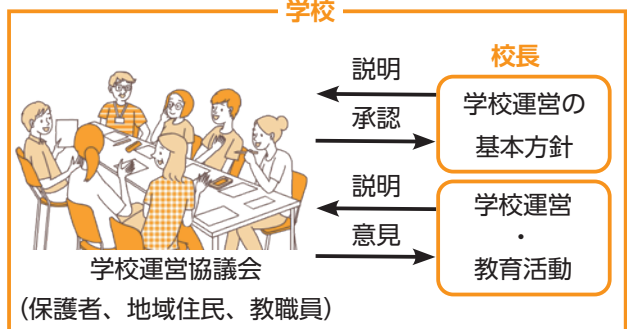 学校
校長
説明
学校運営の
基本方針
承認
説明
学校運営
・
教育活動
意見
学校運営協議会
（保護者、地域住民、教職員）